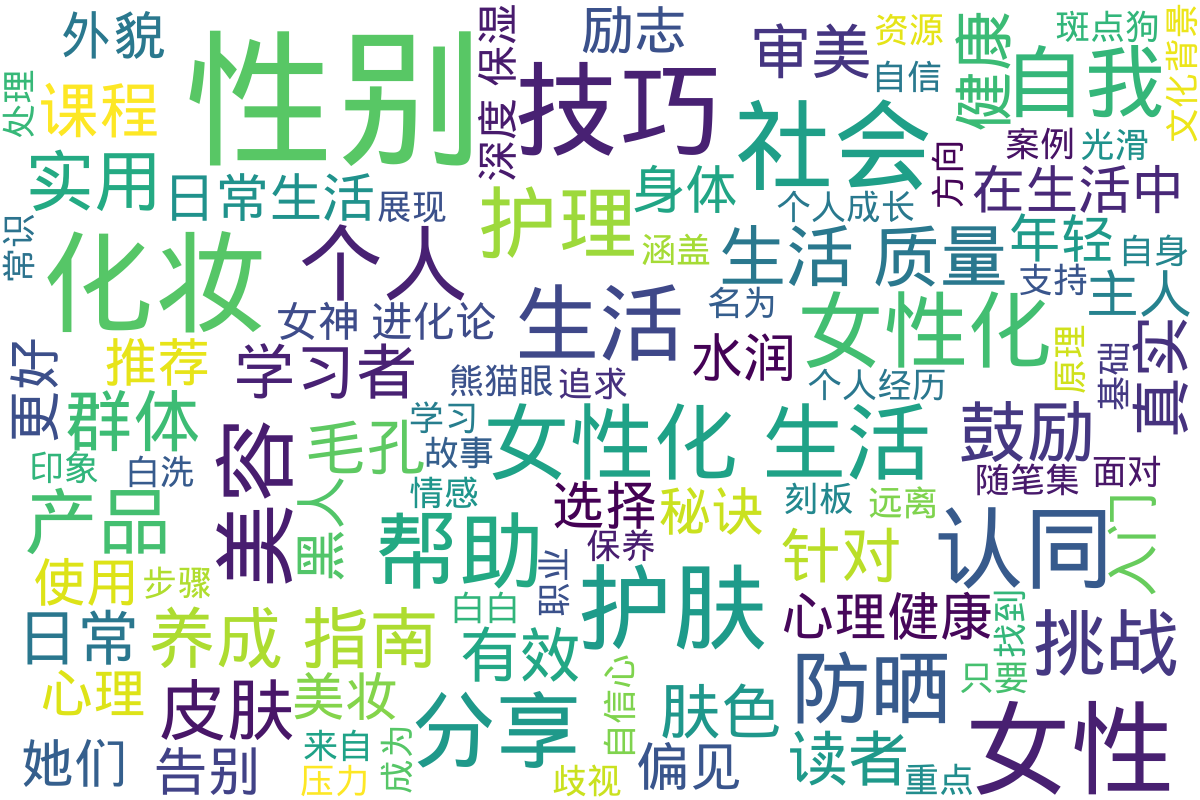 外貌
性别
保湿
励志
审美
资源
健康
斑点狗
文化背景
处理
课程
深度
技巧
社会
自信
自我
实用
日常生活
展现
护理
身体
方向
案例
光滑
在生活中
常识
化妆
个人
涵盖
个人成长
生活 质量
年轻
自身
女神 进化论
生活
名为
女性化
支持
主人
更好
推荐
学习者
水润
原理
基础
真实
群体
熊猫眼
追求
个人经历
美容
毛孔
学习
女性化 生活
鼓励
印象
白洗
故事
随笔集
面对
产品
黑人
情感
选择
秘诀
刻板
远离
入门
帮助
保养
针对
认同
使用
步骤
职业
护肤
白白
心理健康
找到
日常
养成 指南
有效
挑战
心理
皮肤
美妆
自信心
肤色
防晒
只要
女性
她们
告别
来自
成为
分享
偏见
读者
压力
歧视
重点